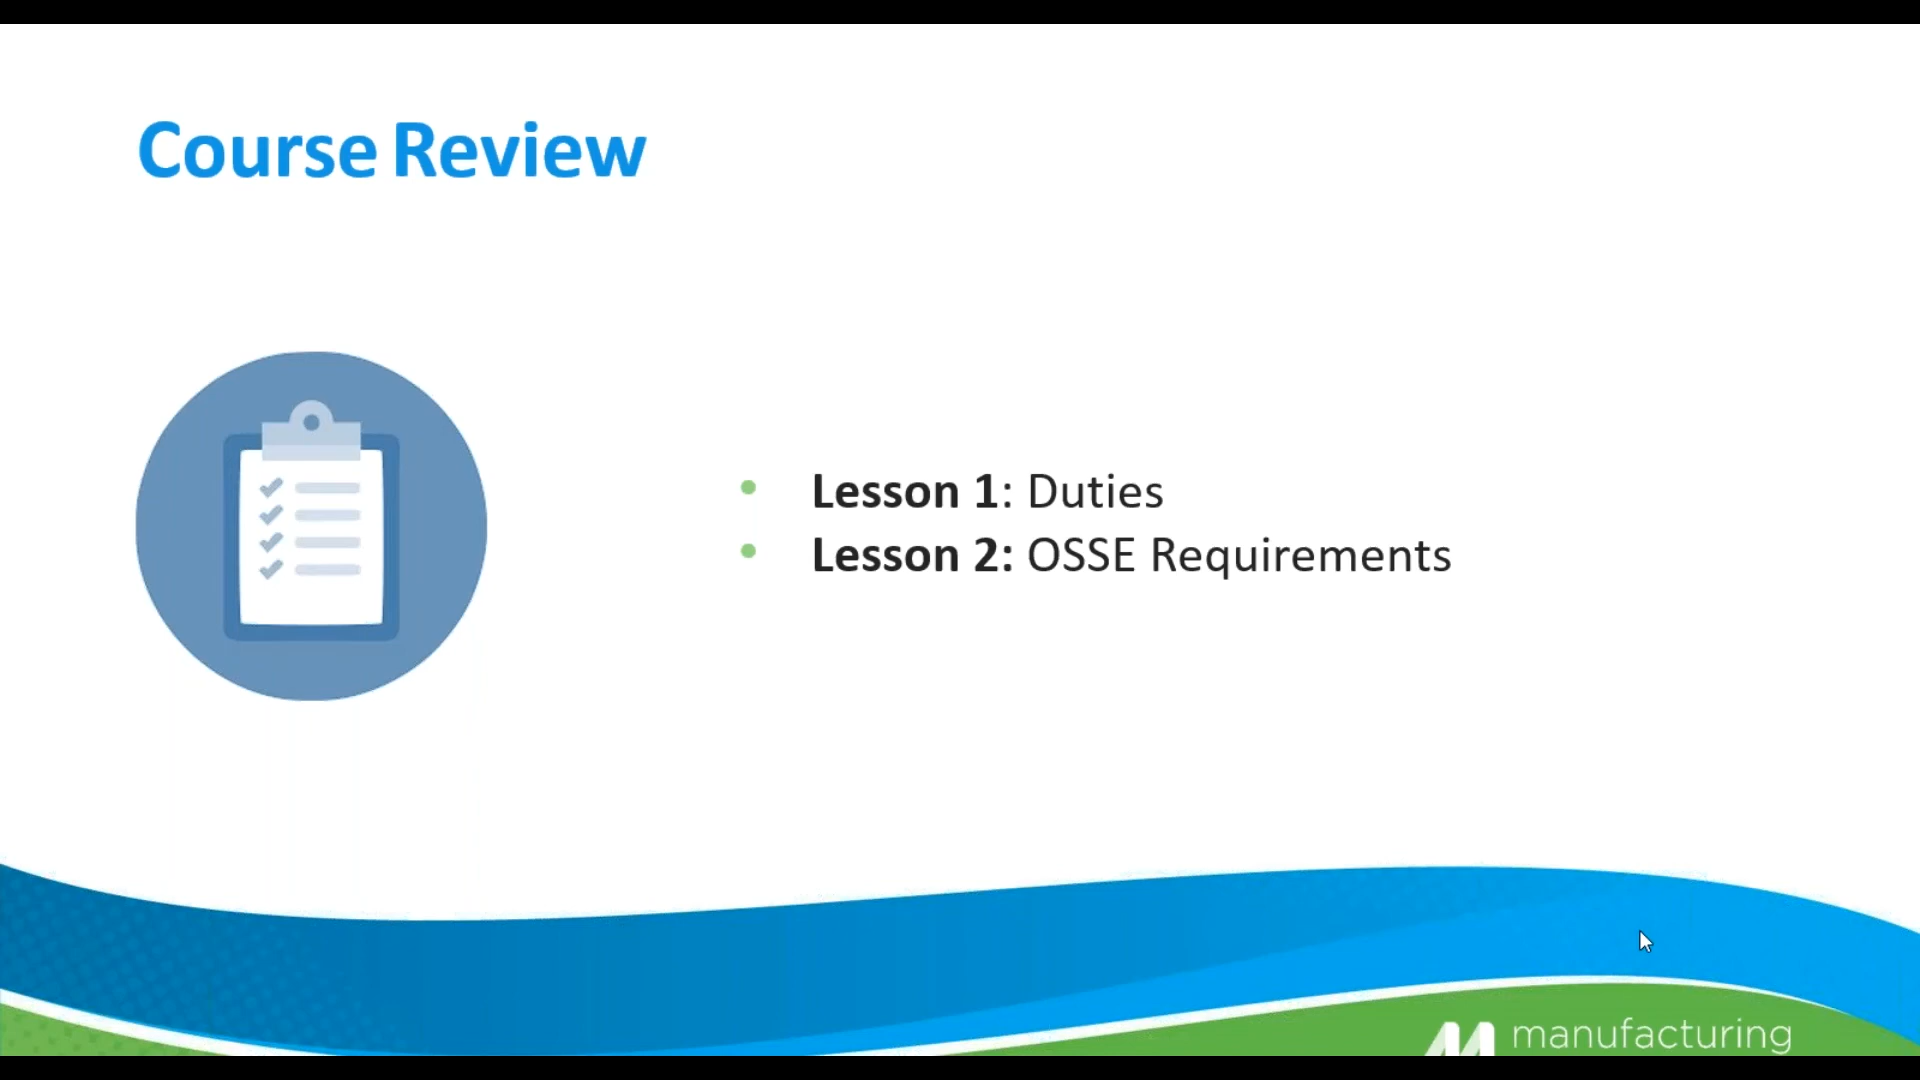 Course Review
• Lesson 1: Duties
• Lesson 2: OSSE Requirements
manufacturing